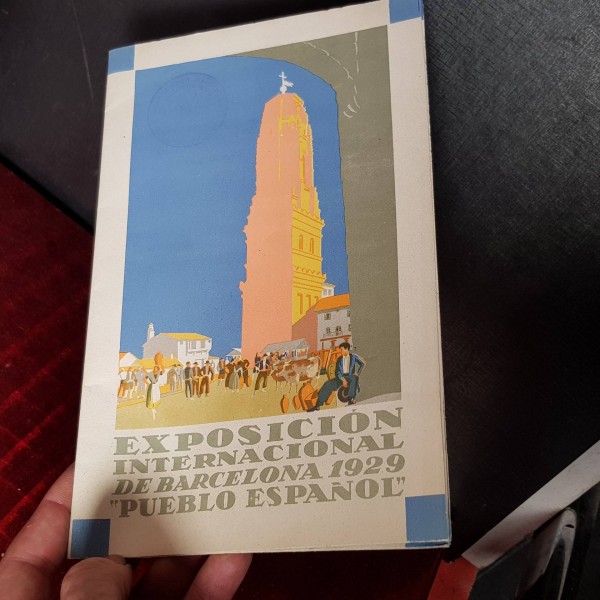 EXPOSICIÓN
INTERNACIONAL
DE BARCELONA 1929
"PUEBLO ESPAÑOL"